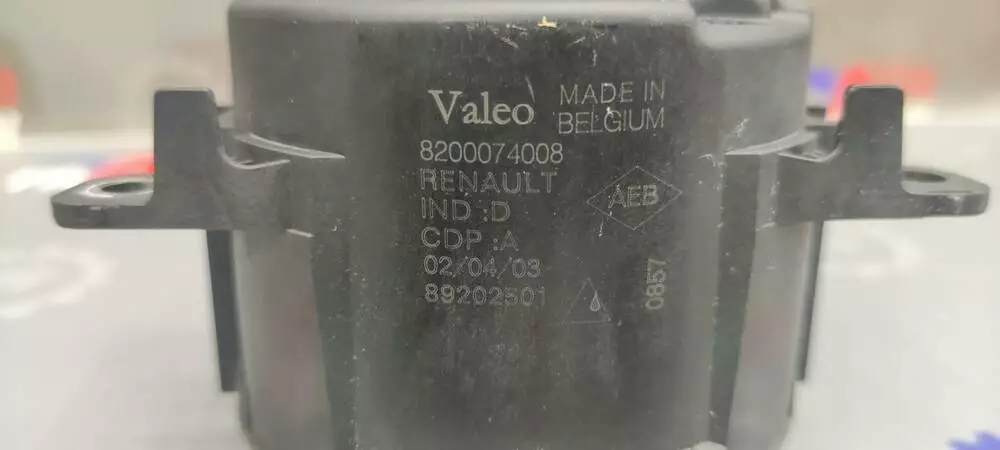 Valeo
MADE IN
BELGIUM
8200074008
RENAULT
IND :D
CDP :A
02/04/03
89202501
AEB
0857